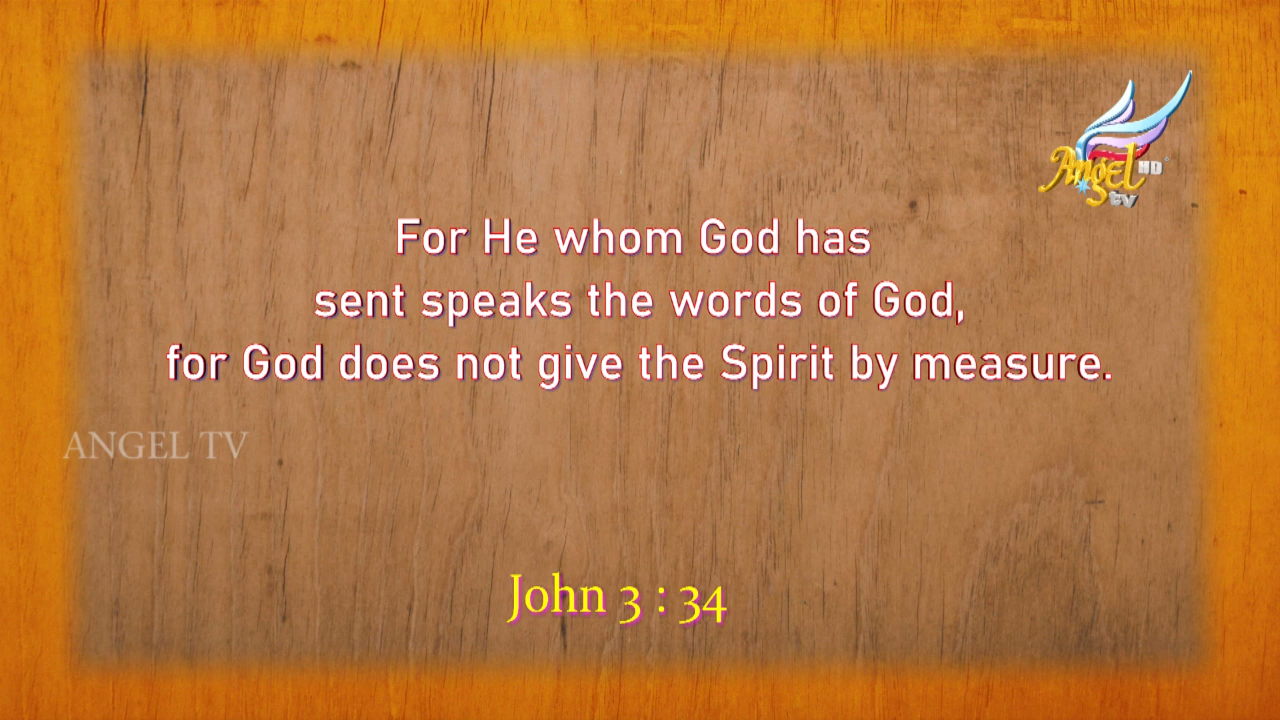 Angel HD
tv
For He whom God has
sent speaks the words of God,
for God does not give the Spirit by measure.
ANGEL TV
John 3 : 34